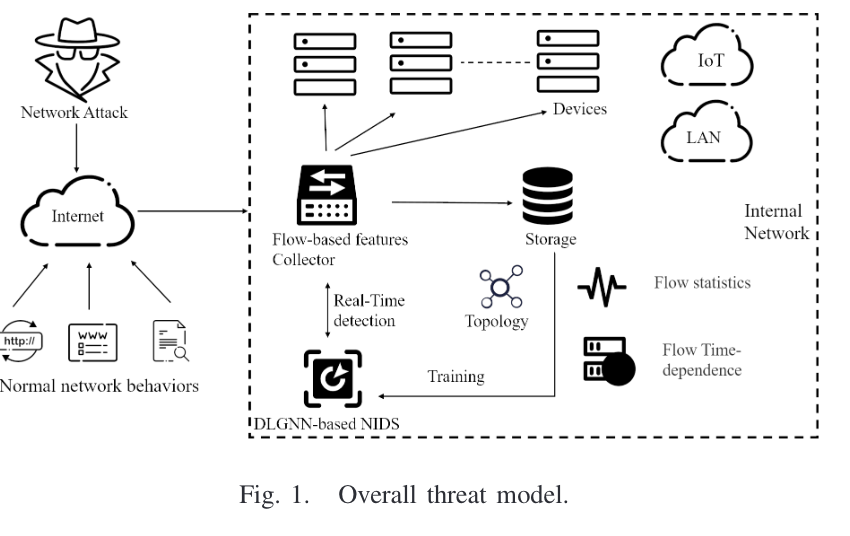 Network Attack
Internet
http://
www
Normal network behaviors
Devices
IoT
LAN
Internal
Network
Flow-based features
Collector
Storage
Real-Time
detection
Topology
Flow statistics
Flow Time-
dependence
Training
DLGNN-based NIDS
Fig. 1. Overall threat model.